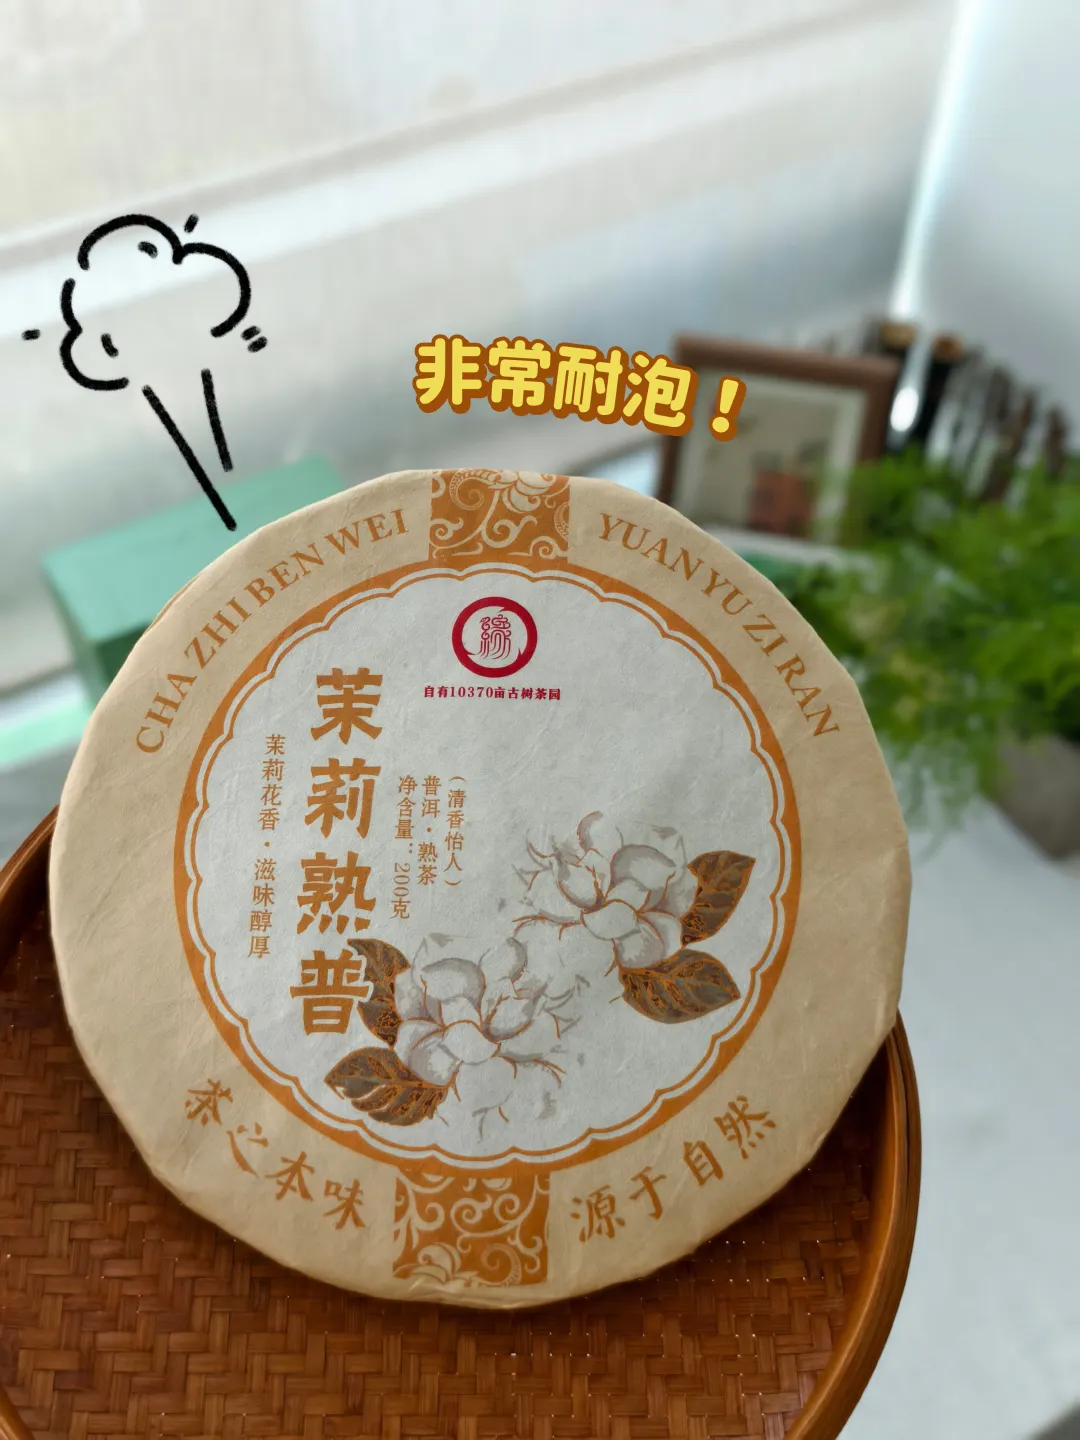 非常耐泡！
CHA ZHI BEN WEI
YUAN YU ZI RAN
缘
自有10370亩古树茶园
茉莉熟普
茉莉花香·滋味醇厚
（清香怡人）
普洱·熟茶
净含量：200克
茶之本味
源于自然